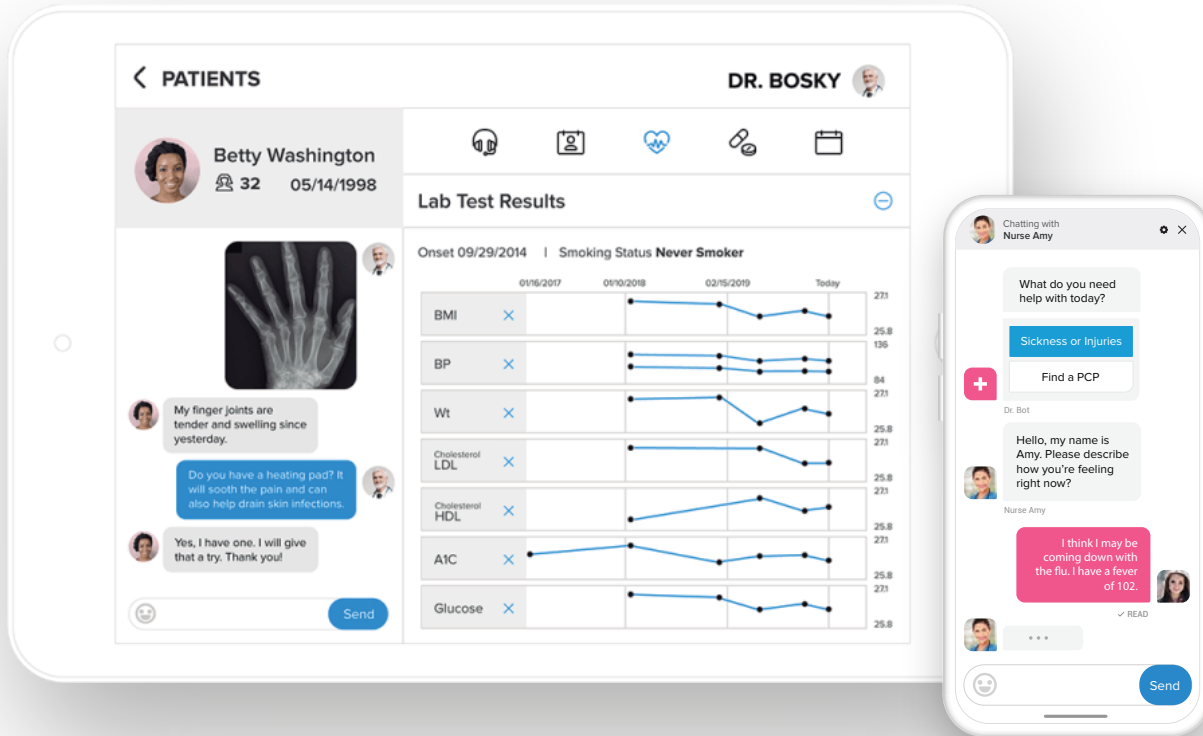 PATIENTS
DR. BOSKY
Betty Washington
32 05/14/1998
My finger joints are
tender and swelling since
yesterday.
Do you have a heating pad? It
will sooth the pain and can
also help drain skin infections.
Yes, I have one. I will give
that a try. Thank you!
Send
Lab Test Results
Onset 09/29/2014 | Smoking Status Never Smoker
01/16/2017 01/10/2018 02/15/2019 Today
BMI
27.1
25.8
BP
136
84
Wt
27.1
25.8
Cholesterol
LDL
27.1
25.8
Cholesterol
HDL
27.1
25.8
A1C
27.1
25.8
Glucose
27.1
25.8
Chatting with
Nurse Amy
What do you need
help with today?
Sickness or Injuries
Find a PCP
Dr. Bot
Hello, my name is
Amy. Please describe
how you're feeling
right now?
Nurse Amy
I think I may be
coming down with
the flu. I have a fever
of 102.
✓ READ
Send